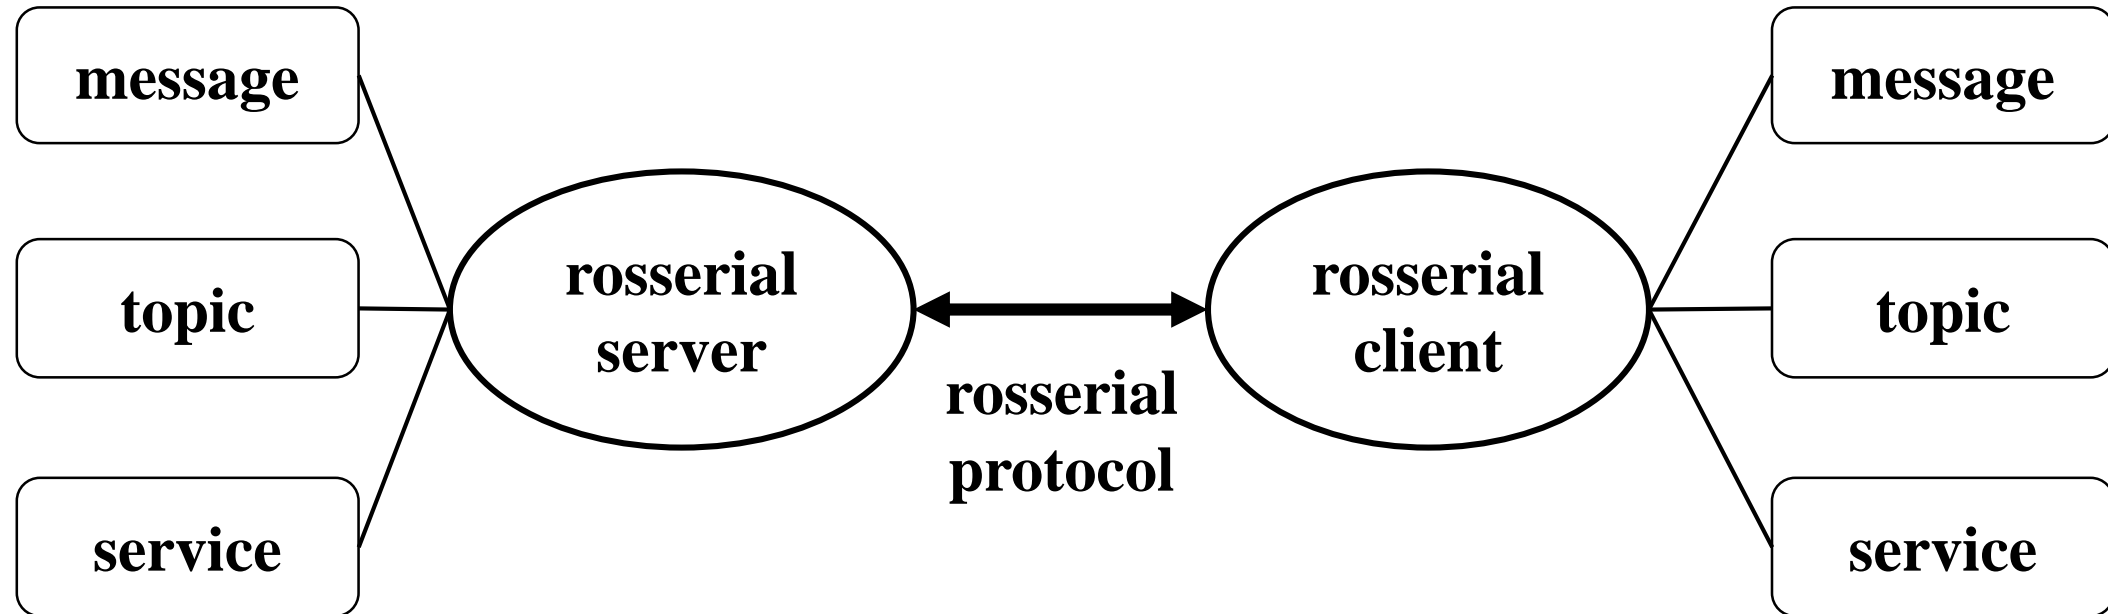 message
topic
service
rosserial
server
rosserial
protocol
rosserial
client
message
topic
service